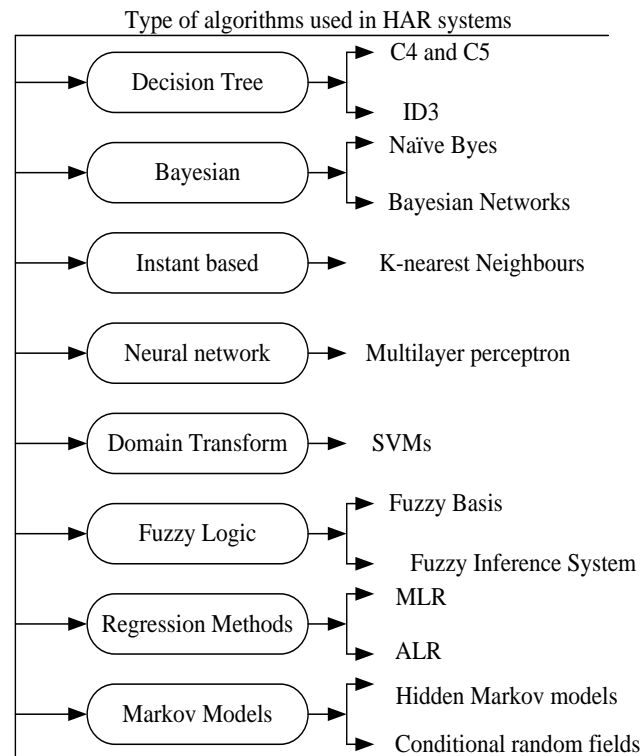 Type of algorithms used in HAR systems
Decision Tree
C4 and C5
ID3
Bayesian
Naïve Byes
Bayesian Networks
Instant based
K-nearest Neighbours
Neural network
Multilayer perceptron
Domain Transform
SVMs
Fuzzy Logic
Fuzzy Basis
Fuzzy Inference System
Regression Methods
MLR
ALR
Markov Models
Hidden Markov models
Conditional random fields